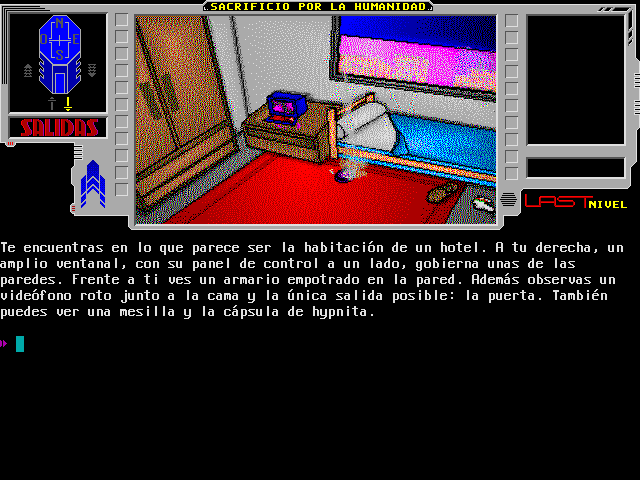 SACRIFICIO POR LA HUMANIDAD
N
O E
S
SALIDAS
LAST NIVEL
Te encuentras en lo que parece ser la habitación de un hotel. A tu derecha, un
amplio ventanal, con su panel de control a un lado, gobierna unas de las
paredes. Frente a ti ves un armario empotrado en la pared. Además observas un
videófono roto junto a la cama y la única salida posible: la puerta. También
puedes ver una mesilla y la cápsula de hypnita.